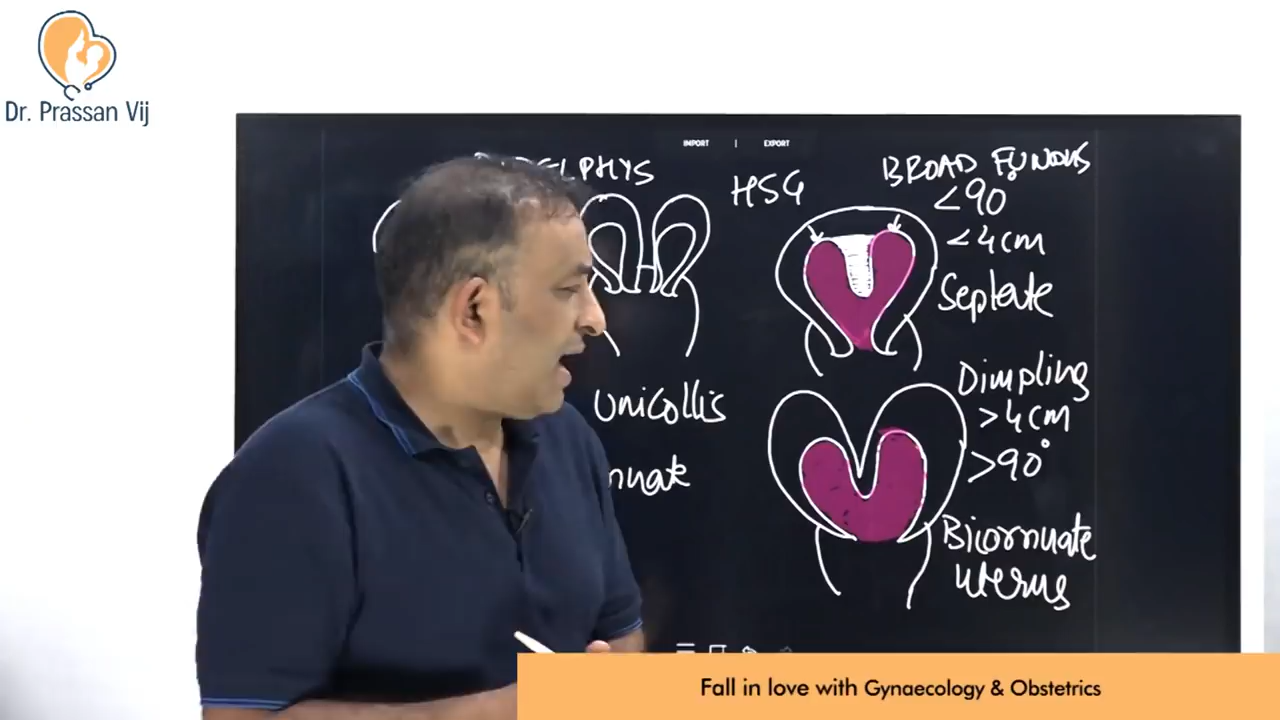 Dr. Prassan Vij
IMPORT | EXPORT
HSG
BROAD FUNDUS
<90
<4cm
Septate
Unicollis
Dimpling
>4cm
>90°
Bicornuate
uterus
Fall in love with Gynaecology & Obstetrics